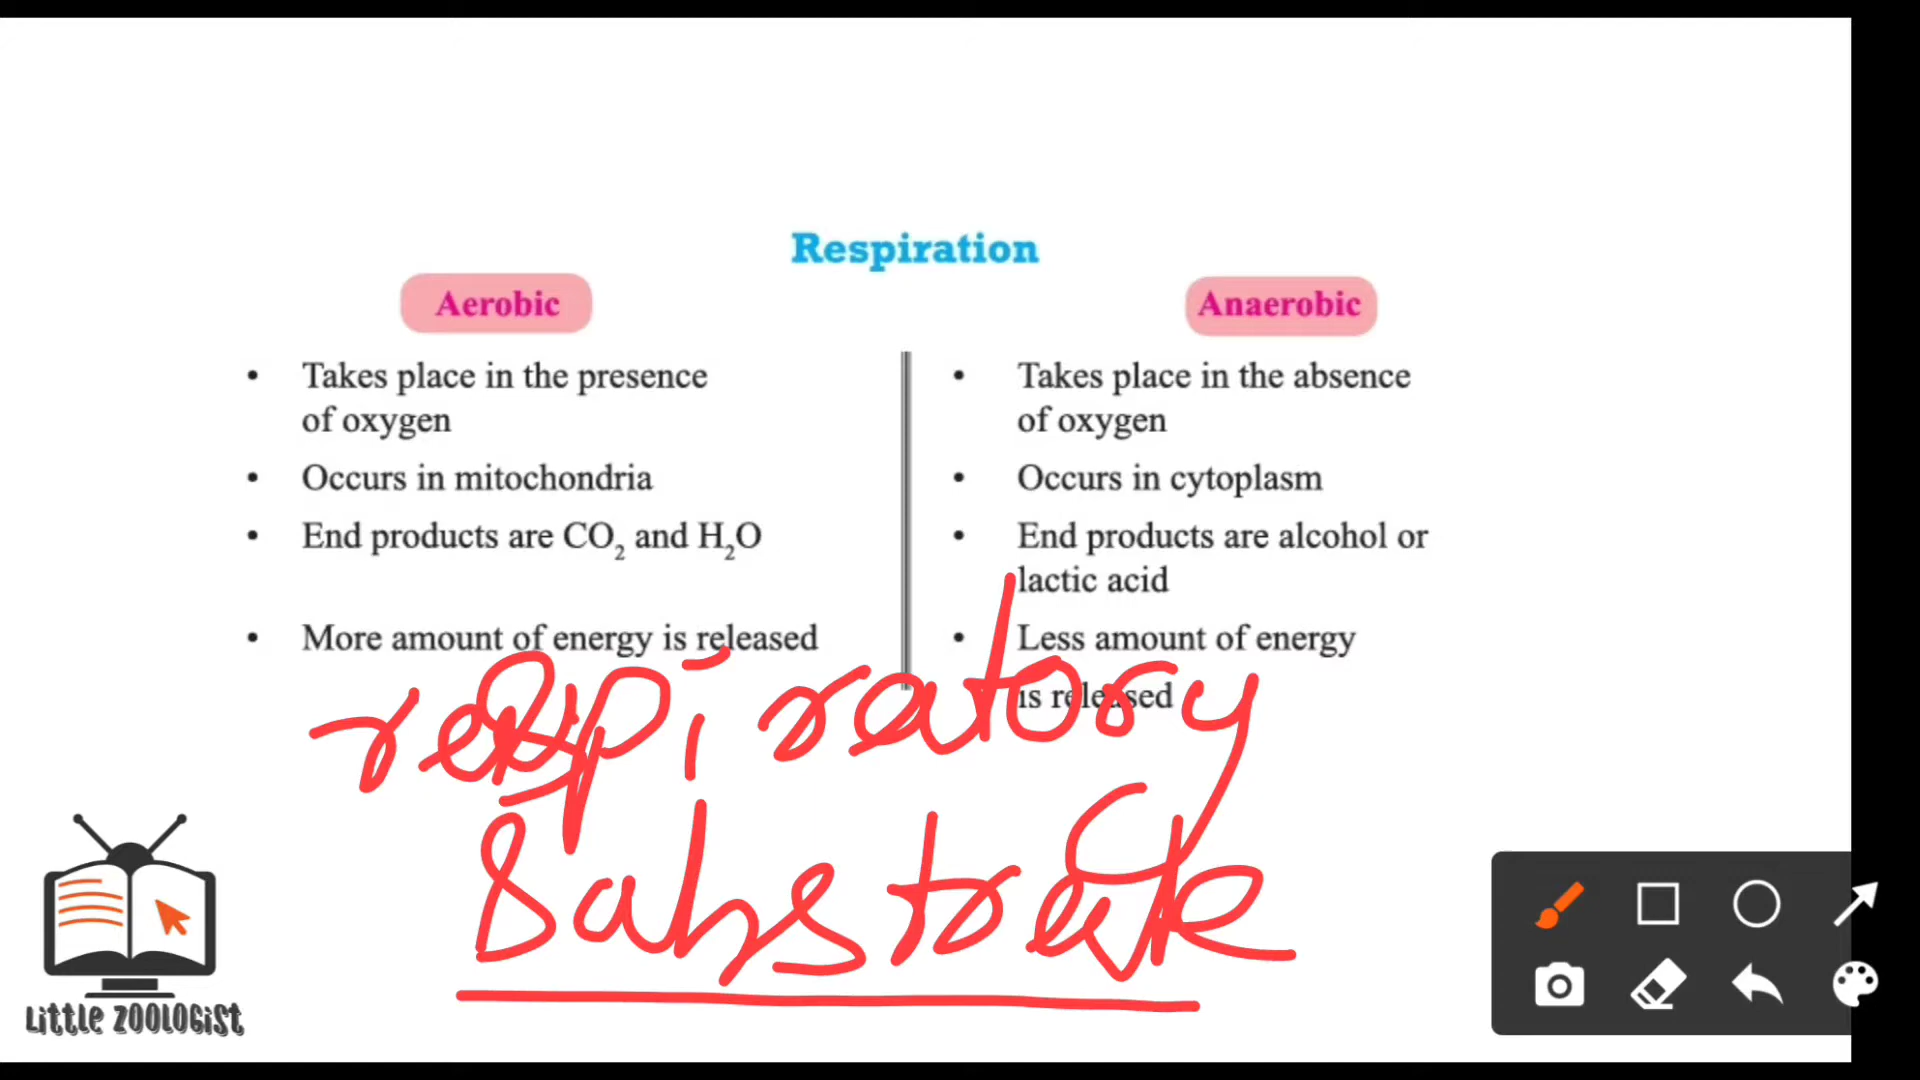 Respiration
Aerobic
Anaerobic
• Takes place in the presence
of oxygen
• Occurs in mitochondria
• End products are CO₂ and H₂O
• More amount of energy is released
• Takes place in the absence
of oxygen
• Occurs in cytoplasm
• End products are alcohol or
lactic acid
• Less amount of energy
is released
respiratory
Substrate
Little Zoologist